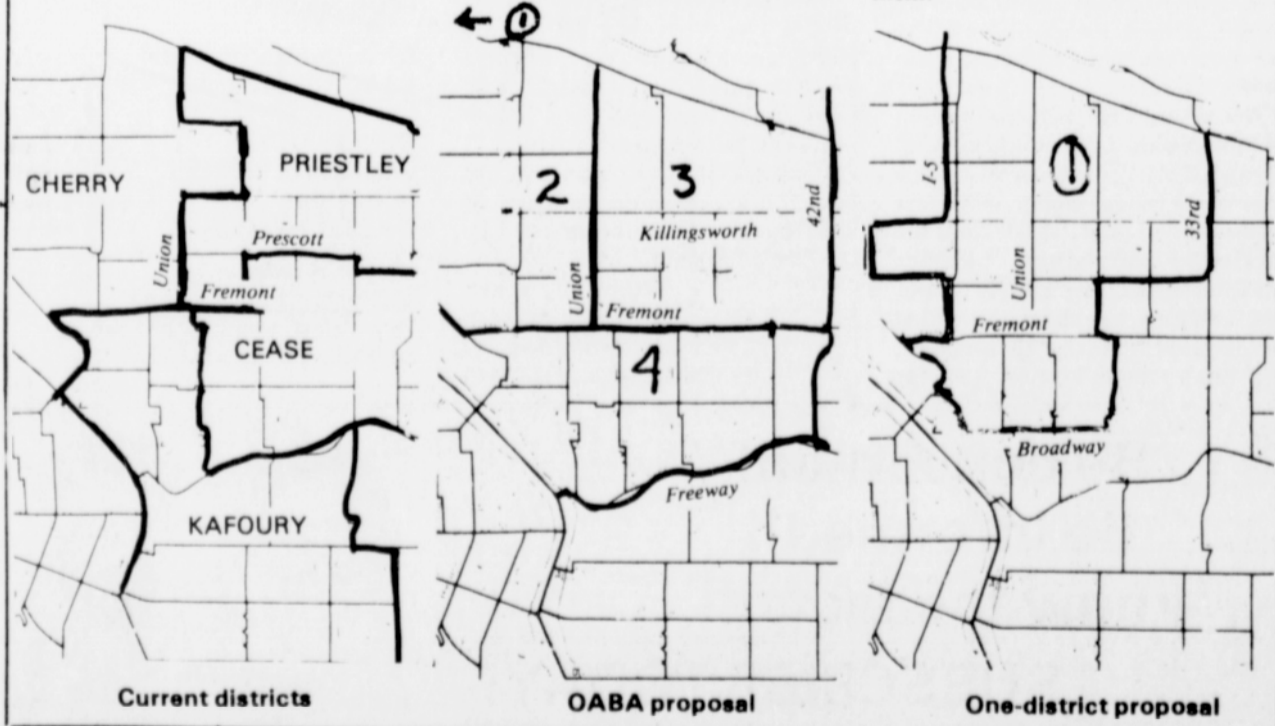 CHERRY
PRIESTLEY
Prescott
Union
Fremont
CEASE
KAFOURY
Current districts
← ①
2
3
Killingsworth
42nd
Union
Fremont
4
Freeway
OABA proposal
I-5
①
33rd
Union
Fremont
Broadway
One-district proposal